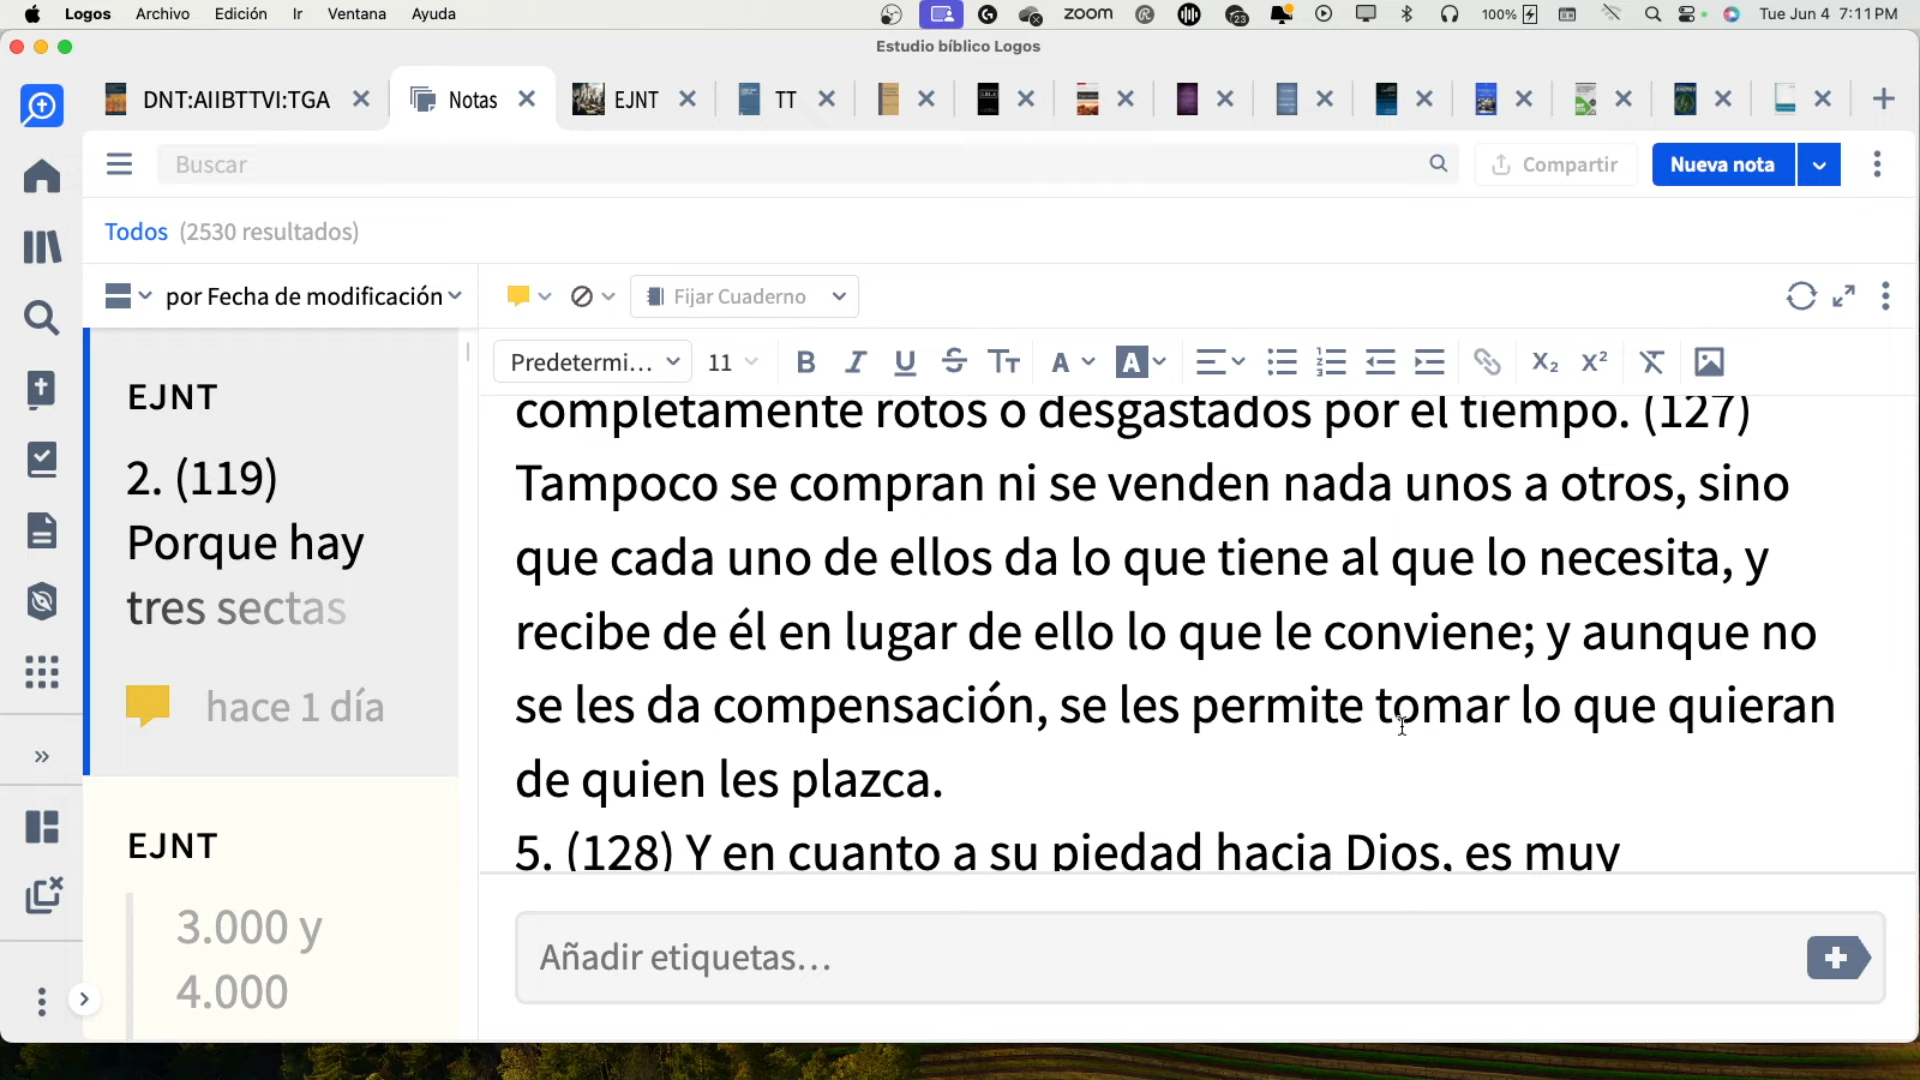 Logos Archivo Edición Ir Ventana Ayuda zoom 23 100% Tue Jun 4 7:11 PM
Estudio bíblico Logos
DNT:AIIBTTVI:TGA Notas EJNT TT
Buscar Compartir Nueva nota
Todos (2530 resultados)
por Fecha de modificación Fijar Cuaderno
Predetermi... 11
EJNT
2. (119)
Porque hay
tres sectas
hace 1 día
EJNT
3.000 y
4.000
completamente rotos o desgastados por el tiempo. (127)
Tampoco se compran ni se venden nada unos a otros, sino
que cada uno de ellos da lo que tiene al que lo necesita, y
recibe de él en lugar de ello lo que le conviene; y aunque no
se les da compensación, se les permite tomar lo que quieran
de quien les plazca.
5. (128) Y en cuanto a su piedad hacia Dios, es muy
Añadir etiquetas...